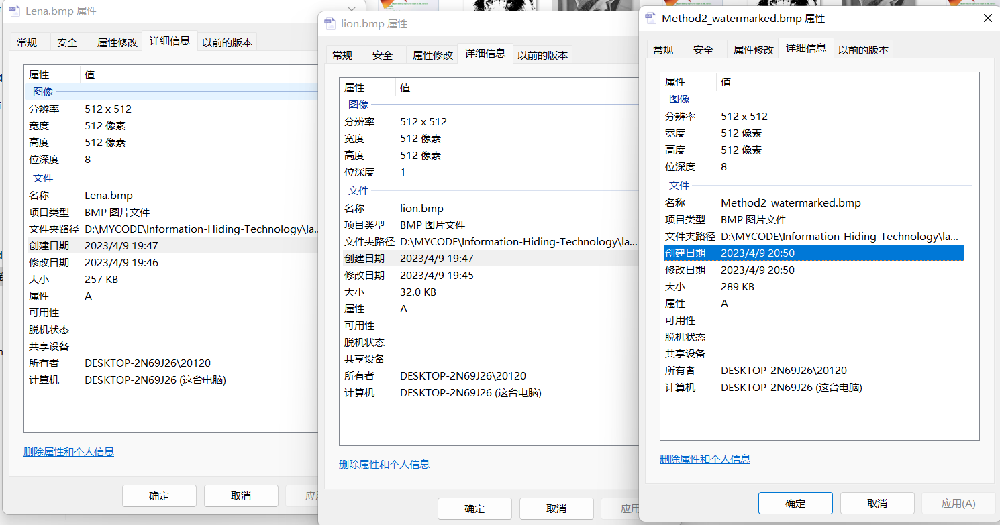 Lena.bmp 属性
常规 安全 属性修改 详细信息 以前的版本
属性 值
图像
分辨率 512 x 512
宽度 512 像素
高度 512 像素
位深度 8
文件
名称 Lena.bmp
项目类型 BMP 图片文件
文件夹路径 D:\MYCODE\Information-Hiding-Technology\la...
创建日期 2023/4/9 19:47
修改日期 2023/4/9 19:46
大小 257 KB
属性 A
可用性
脱机状态
共享设备
所有者 DESKTOP-2N69J26\20120
计算机 DESKTOP-2N69J26 (这台电脑)
删除属性和个人信息
确定 取消
lion.bmp 属性
常规 安全 属性修改 详细信息 以前的版本
属性 值
图像
分辨率 512 x 512
宽度 512 像素
高度 512 像素
位深度 1
文件
名称 lion.bmp
项目类型 BMP 图片文件
文件夹路径 D:\MYCODE\Information-Hiding-Technology\la...
创建日期 2023/4/9 19:47
修改日期 2023/4/9 19:45
大小 32.0 KB
属性 A
可用性
脱机状态
共享设备
所有者 DESKTOP-2N69J26\20120
计算机 DESKTOP-2N69J26 (这台电脑)
删除属性和个人信息
确定 取消 应用
Method2_watermarked.bmp 属性
常规 安全 属性修改 详细信息 以前的版本
属性 值
图像
分辨率 512 x 512
宽度 512 像素
高度 512 像素
位深度 8
文件
名称 Method2_watermarked.bmp
项目类型 BMP 图片文件
文件夹路径 D:\MYCODE\Information-Hiding-Technology\la...
创建日期 2023/4/9 20:50
修改日期 2023/4/9 20:50
大小 289 KB
属性 A
可用性
脱机状态
共享设备
所有者 DESKTOP-2N69J26\20120
计算机 DESKTOP-2N69J26 (这台电脑)
删除属性和个人信息
确定 取消 应用(A)